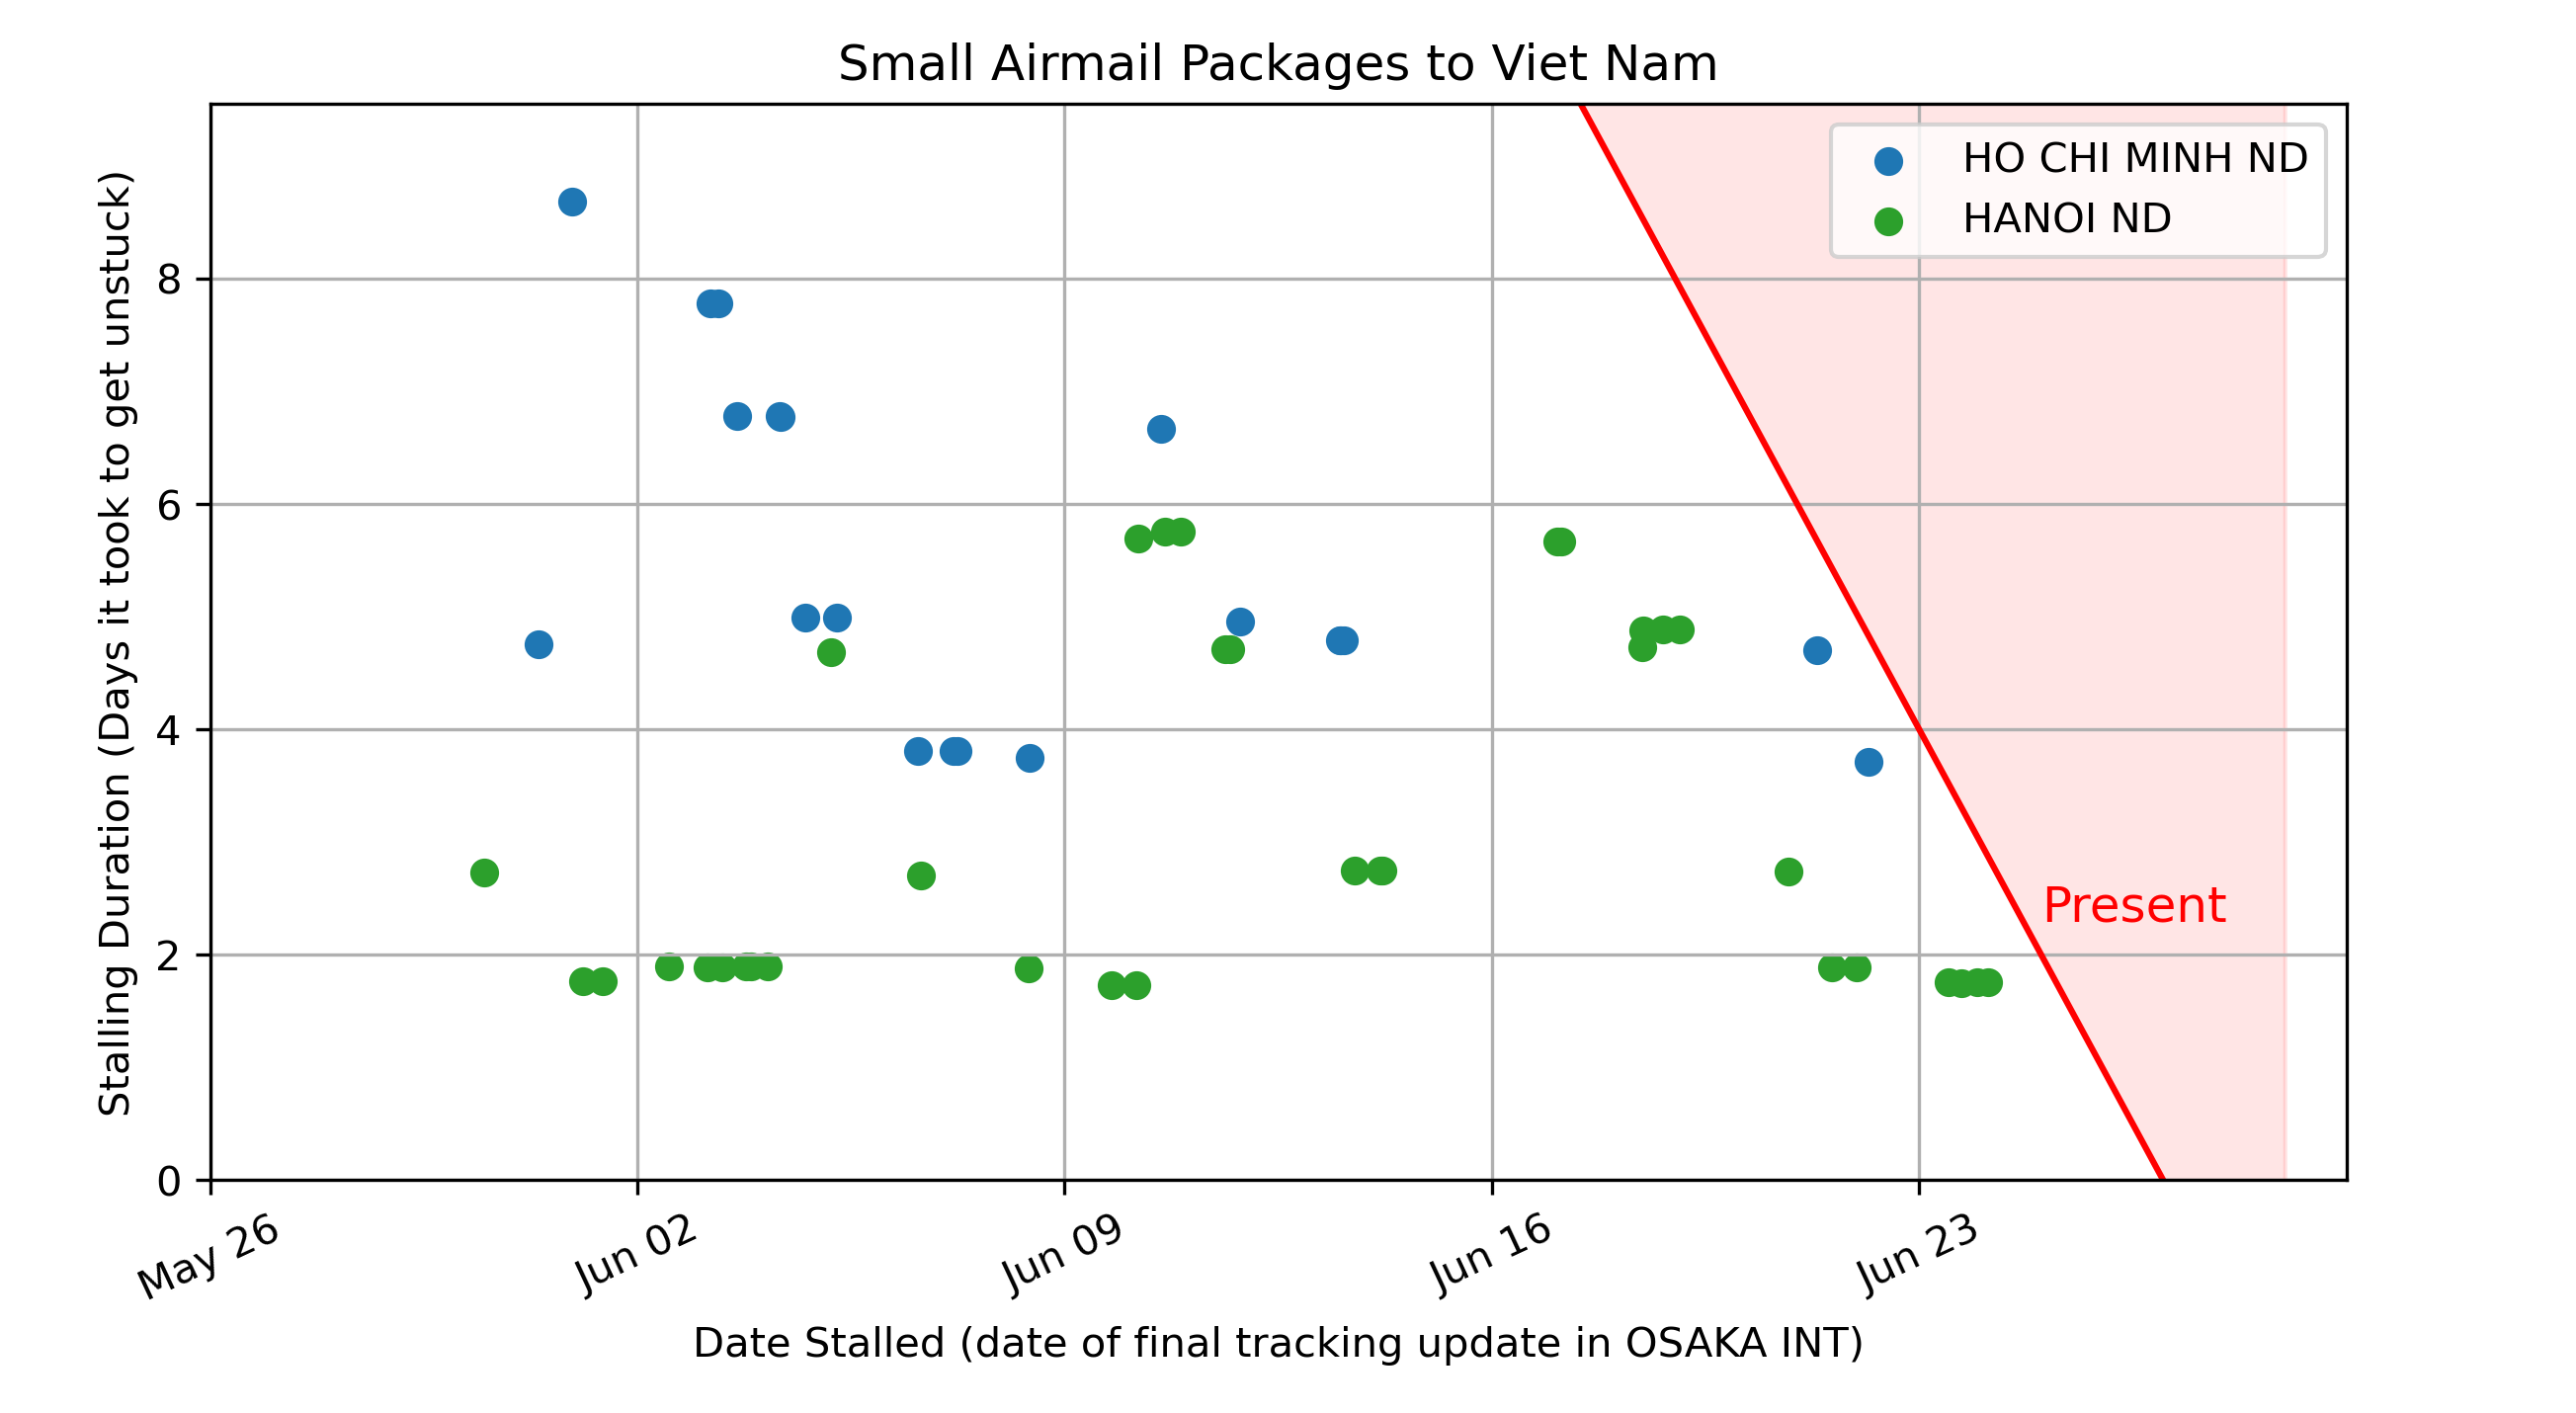 Small Airmail Packages to Viet Nam
Stalling Duration (Days it took to get unstuck)
8
6
4
2
0
HO CHI MINH ND
HANOI ND
Present
May 26
Jun 02
Jun 09
Jun 16
Jun 23
Date Stalled (date of final tracking update in OSAKA INT)